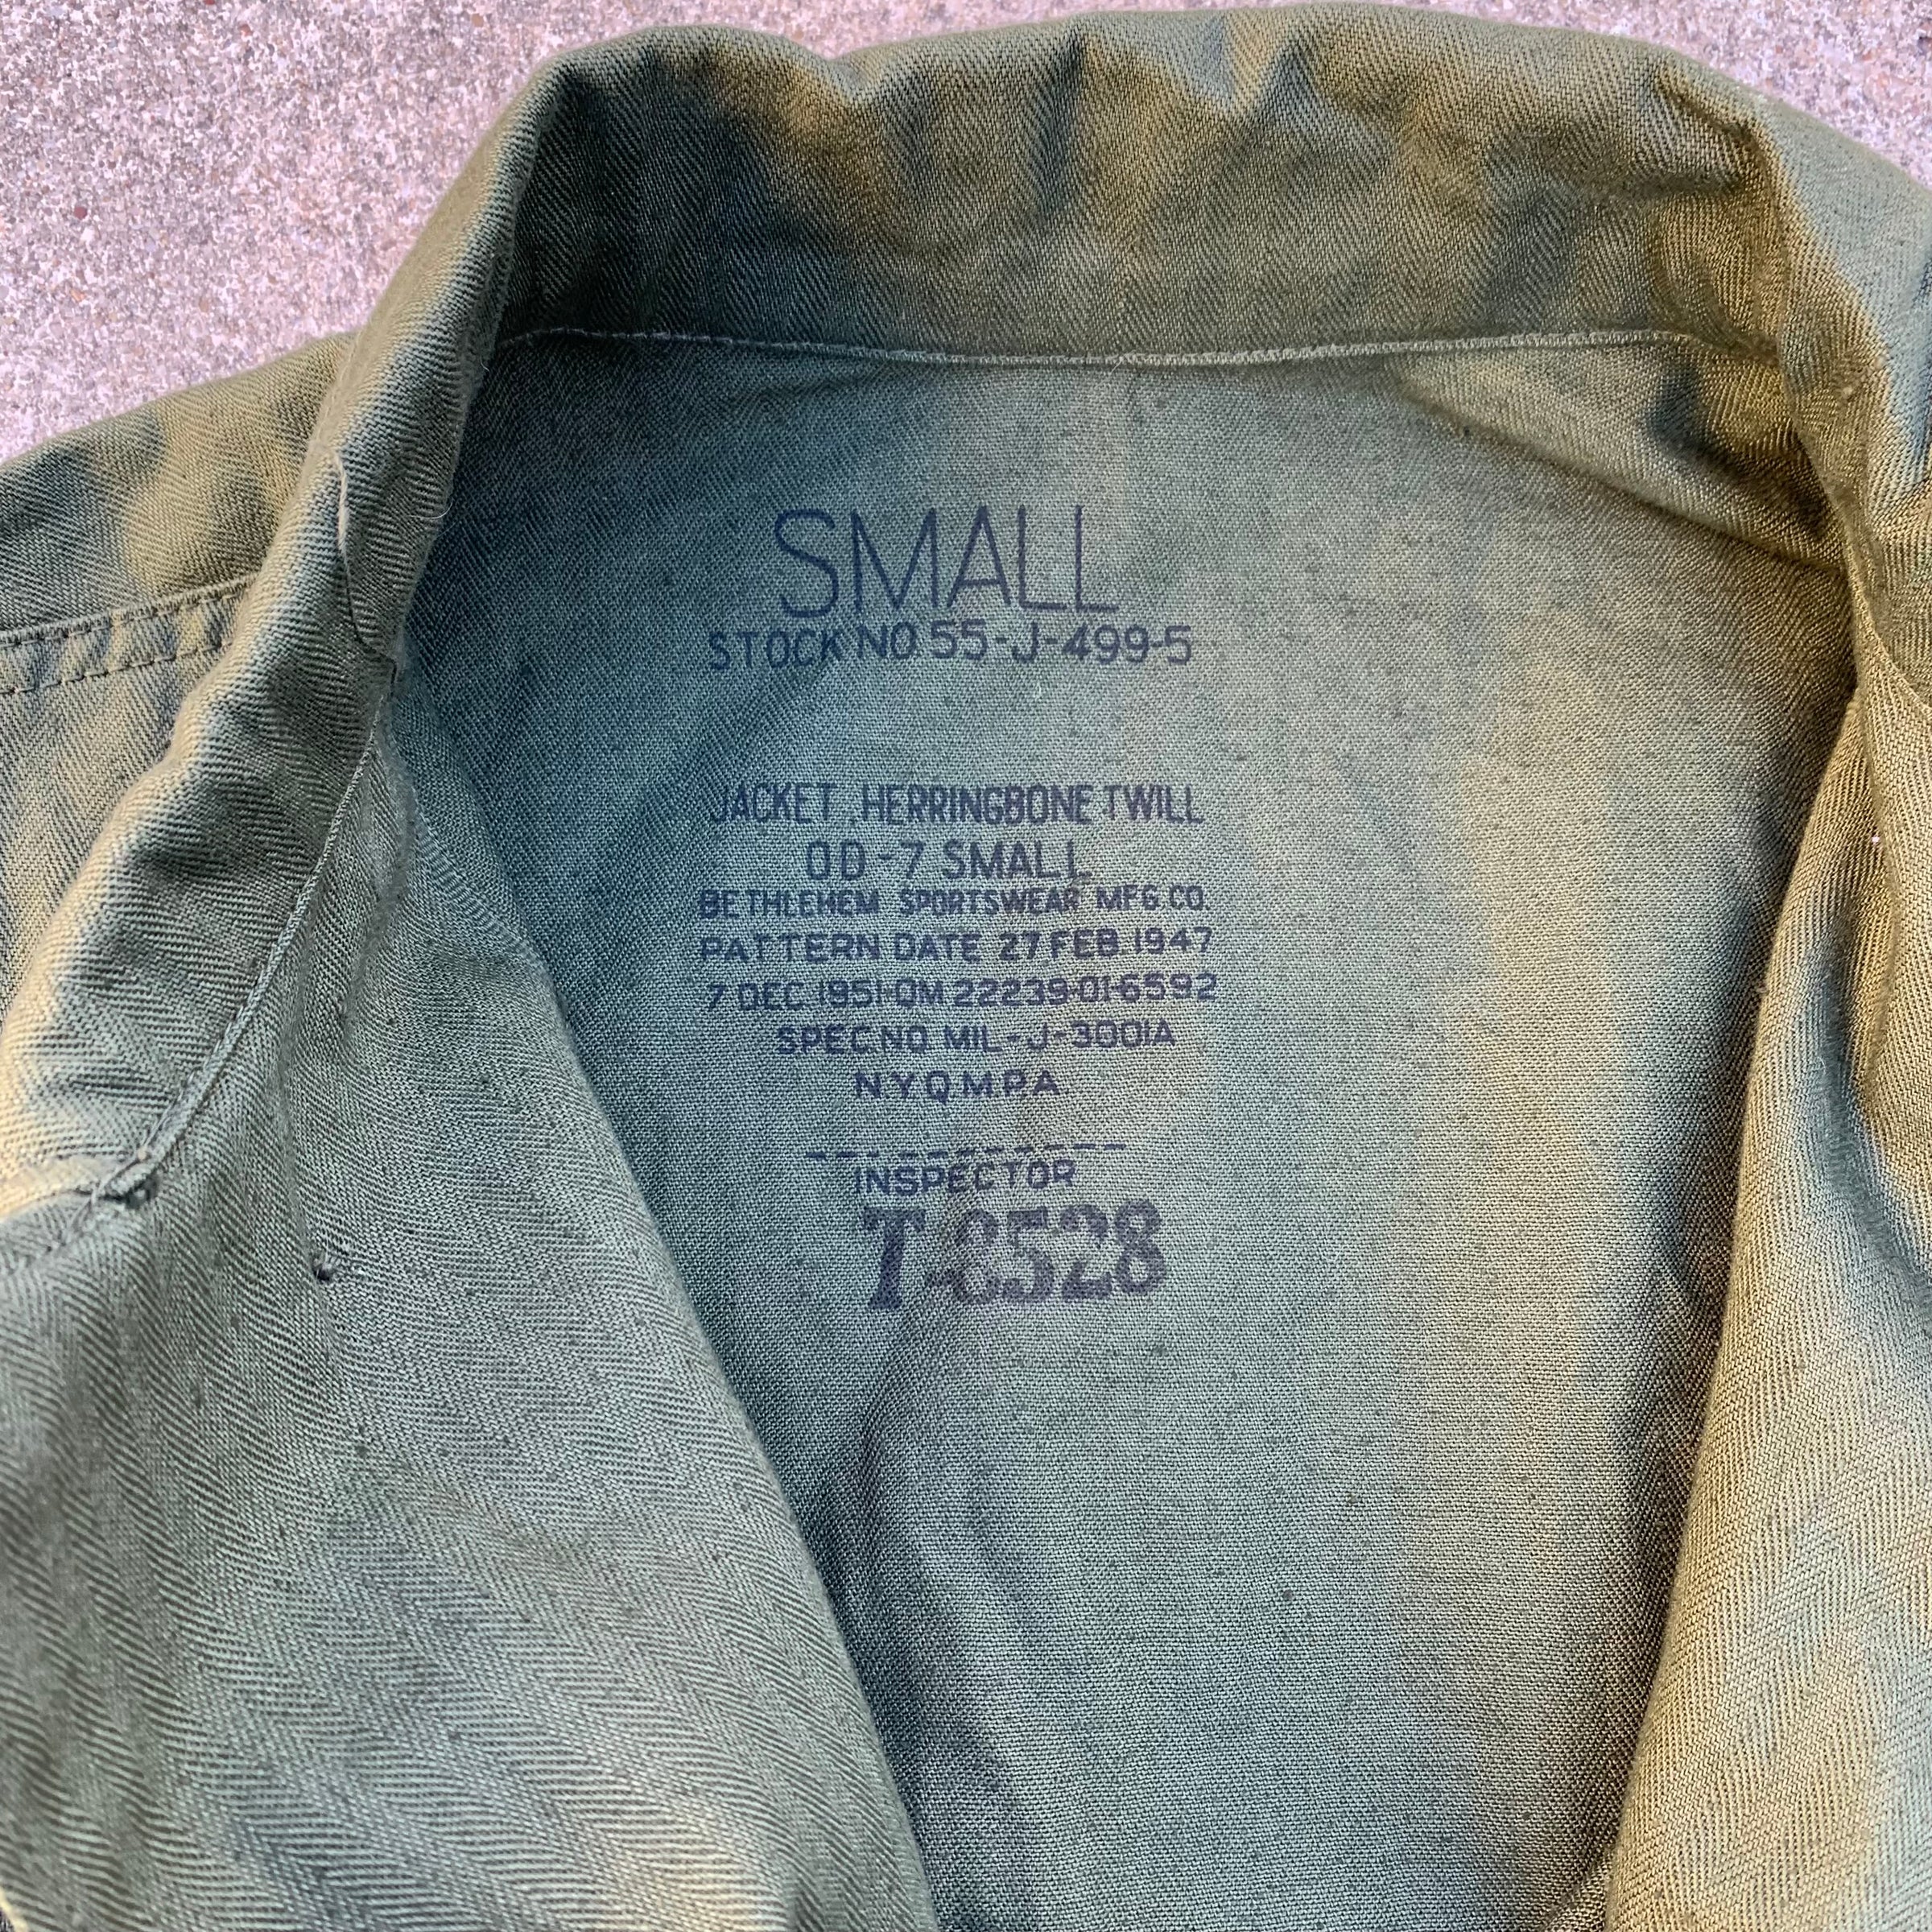 SMALL
STOCK NO 55-J-499-5
JACKET, HERRINGBONE TWILL
OD-7 SMALL
BETHLEHEM SPORTSWEAR MFG. CO.
PATTERN DATE 27 FEB. 1947
7 DEC. 1951-QM 22239-01-6592
SPEC.NO. MIL-J-3001A
N.Y.Q.M.P.A.
INSPECTOR
T-8528